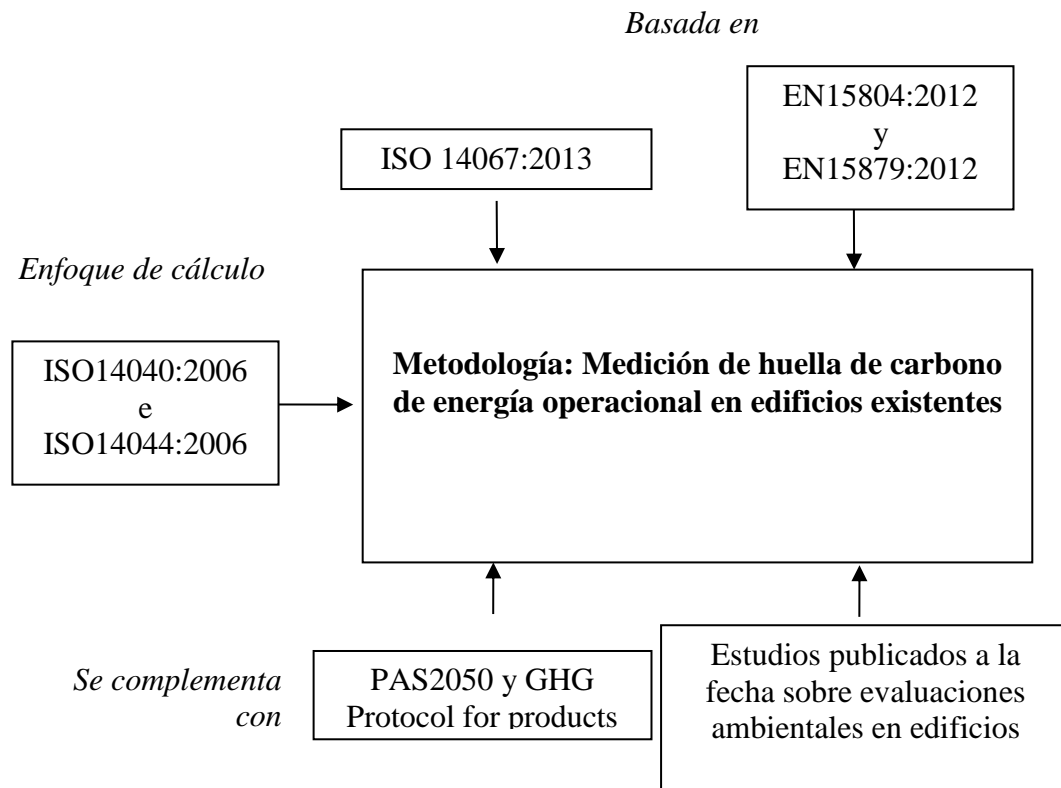 Basada en
EN15804:2012
y
EN15879:2012
ISO 14067:2013
Enfoque de cálculo
ISO14040:2006
e
ISO14044:2006
Metodología: Medición de huella de carbono
de energía operacional en edificios existentes
Se complementa
con
PAS2050 y GHG
Protocol for products
Estudios publicados a la
fecha sobre evaluaciones
ambientales en edificios